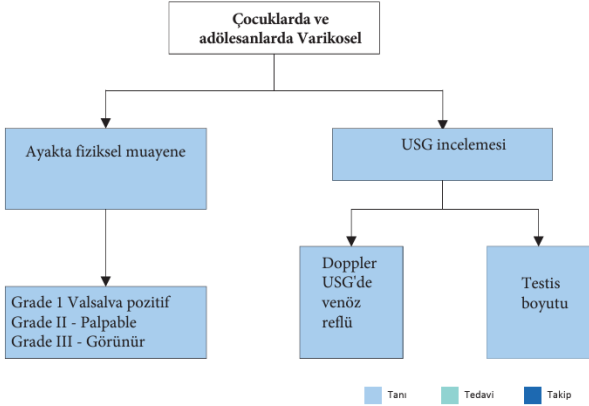 Çocuklarda ve
adölesanlarda Varikosel
Ayakta fiziksel muayene
USG incelemesi
Grade 1 Valsalva pozitif
Grade II - Palpable
Grade III - Görünür
Doppler
USG'de
venöz
reflü
Testis
boyutu
Tanı
Tedavi
Takip